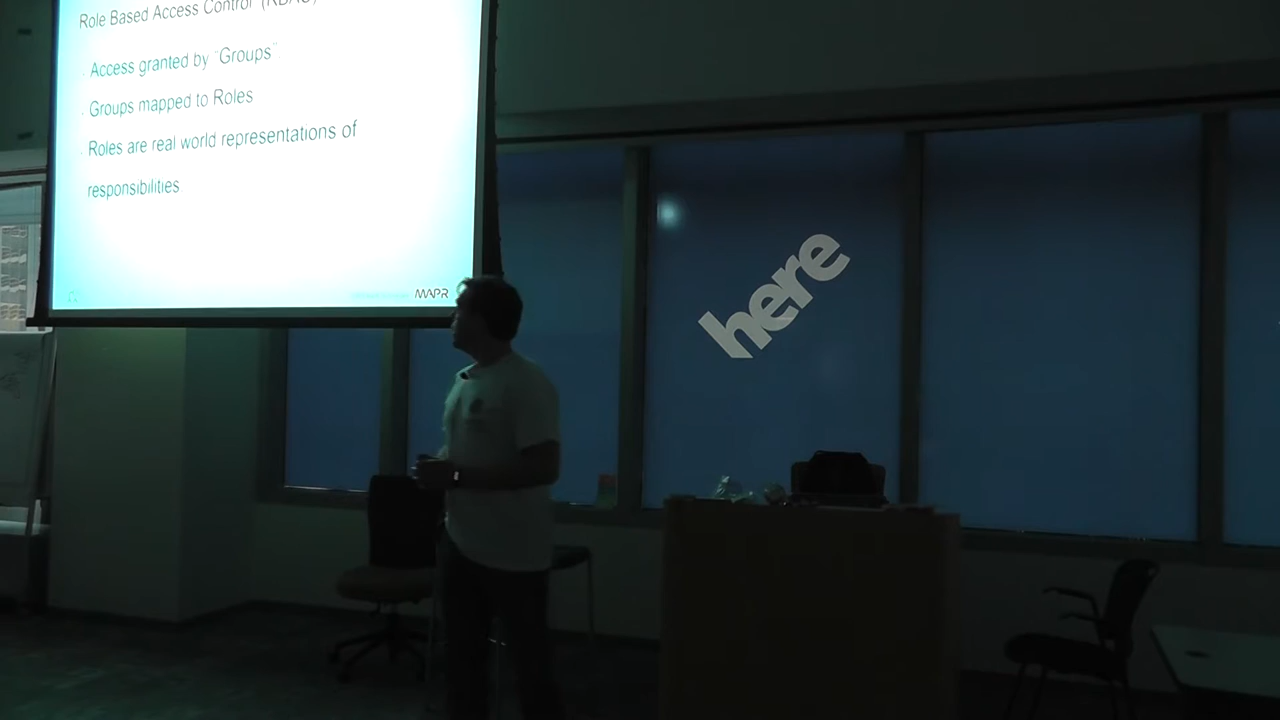 Role Based Access Control (RBAC)
Access granted by "Groups"
Groups mapped to Roles
Roles are real world representations of
responsibilities.
MAPR
here